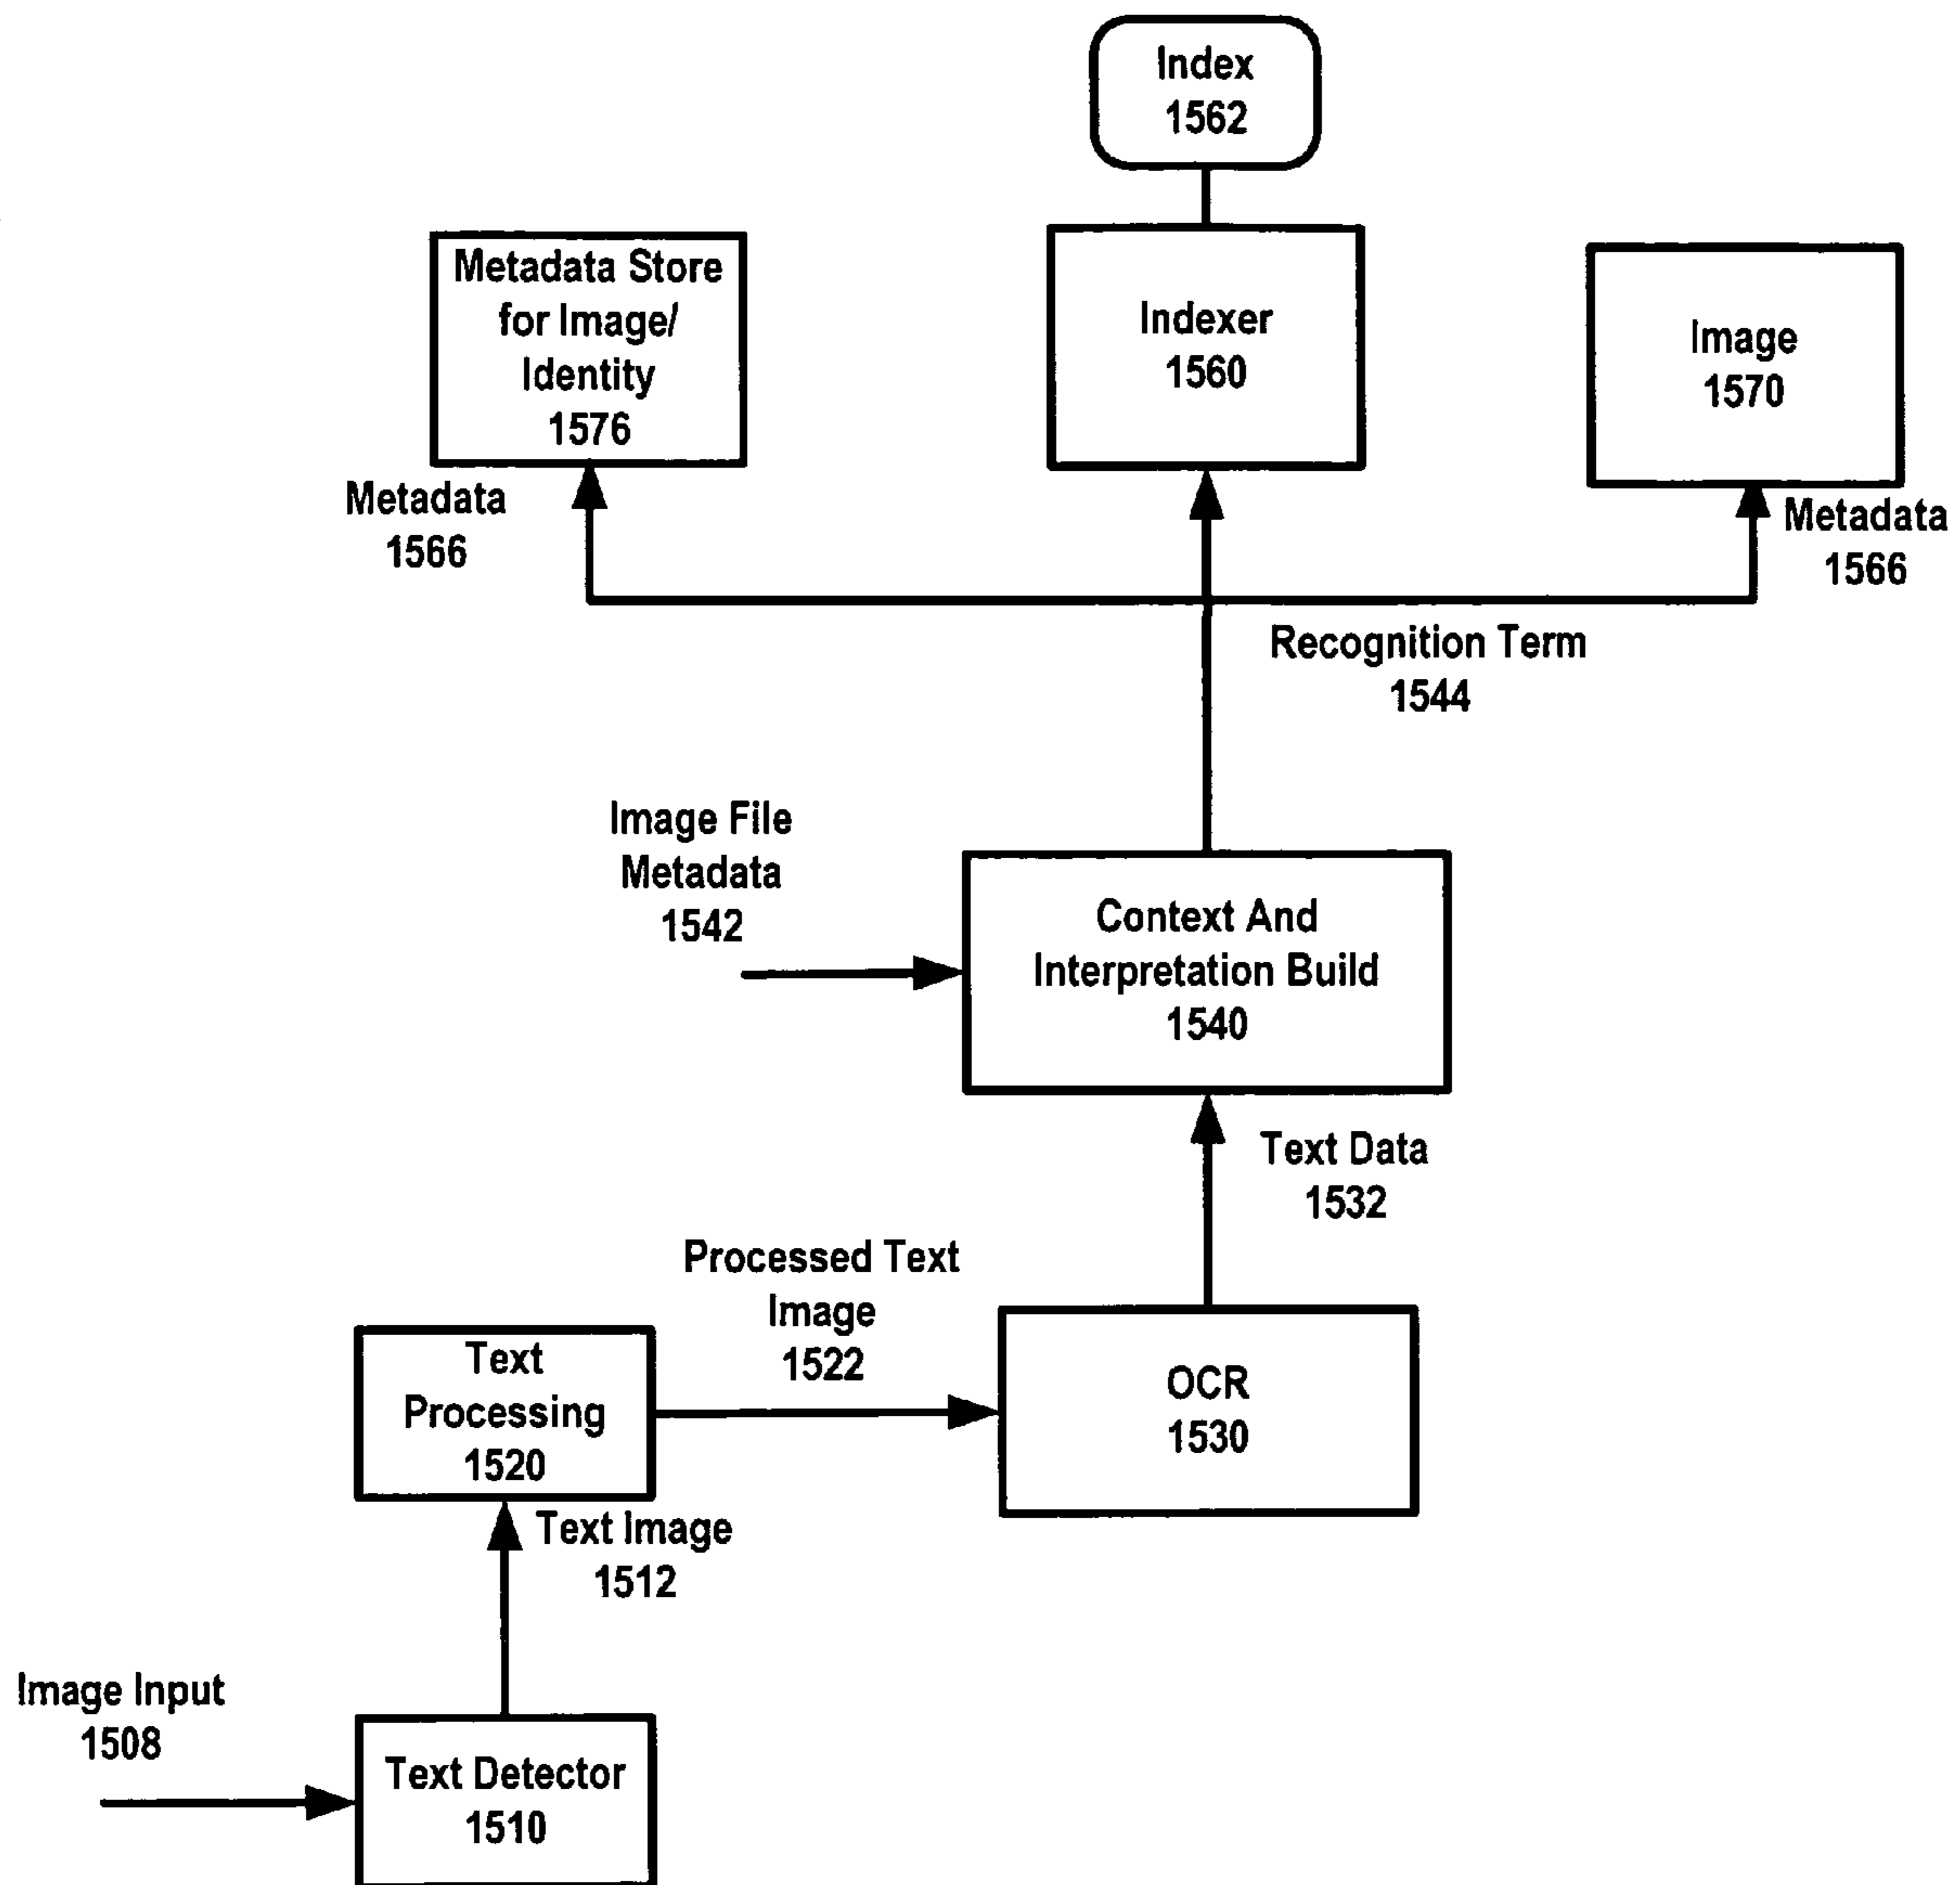 Index
1562
Metadata Store
for Image/
Identity
1576
Indexer
1560
Image
1570
Metadata
1566
Metadata
1566
Recognition Term
1544
Image File
Metadata
1542
Context And
Interpretation Build
1540
Text Data
1532
Processed Text
Image
1522
Text
Processing
1520
OCR
1530
Text Image
1512
Image Input
1508
Text Detector
1510